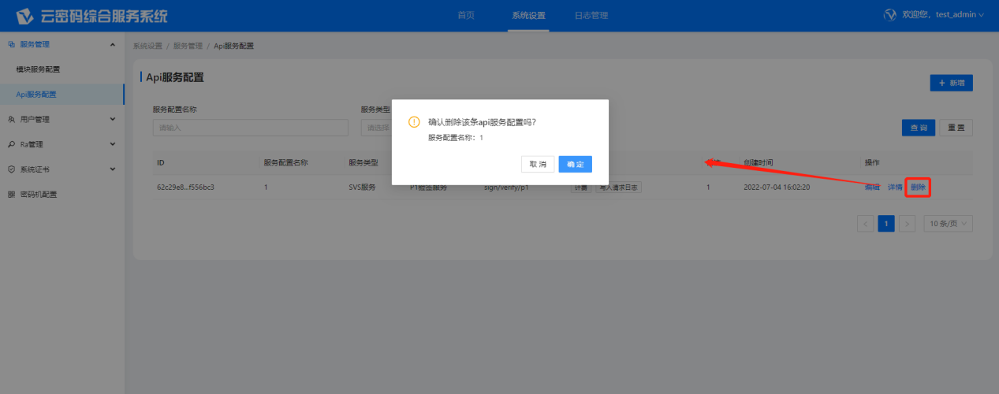 云密码综合服务系统
首页 系统设置 日志管理
欢迎您，test_admin
服务管理
模块服务配置
Api服务配置
用户管理
Ra管理
系统证书
密码机配置
系统设置 / 服务管理 / Api服务配置
Api服务配置
+ 新增
服务配置名称 服务类型
请输入 请选择
查询 重置
确认删除该条api服务配置吗？
服务配置名称：1
取消 确定
ID 服务配置名称 服务类型 创建时间 操作
62c29e8...f556bc3 1 SVS服务 P1验签服务 sign/verify/p1 计费 写入请求日志 1 2022-07-04 16:02:20 编辑 详情 删除
< 1 > 10 条/页